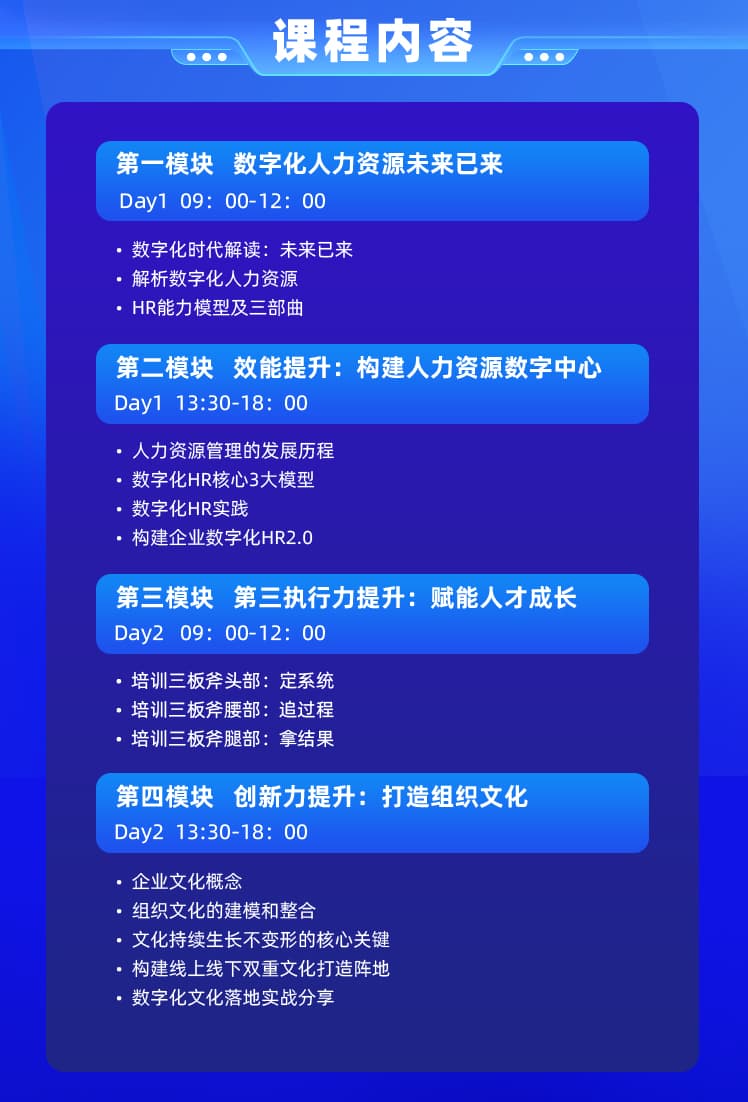 课程内容
第一模块 数字化人力资源未来已来
Day1 09：00-12：00
• 数字化时代解读：未来已来
• 解析数字化人力资源
• HR能力模型及三部曲
第二模块 效能提升：构建人力资源数字中心
Day1 13:30-18：00
• 人力资源管理的发展历程
• 数字化HR核心3大模型
• 数字化HR实践
• 构建企业数字化HR2.0
第三模块 第三执行力提升：赋能人才成长
Day2 09：00-12：00
• 培训三板斧头部：定系统
• 培训三板斧腰部：追过程
• 培训三板斧腿部：拿结果
第四模块 创新力提升：打造组织文化
Day2 13:30-18：00
• 企业文化概念
• 组织文化的建模和整合
• 文化持续生长不变形的核心关键
• 构建线上线下双重文化打造阵地
• 数字化文化落地实战分享